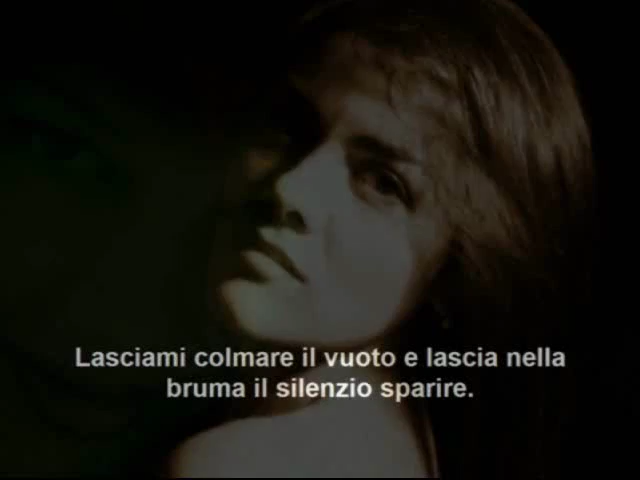 Lasciami colmare il vuoto e lascia nella
bruma il silenzio sparire.